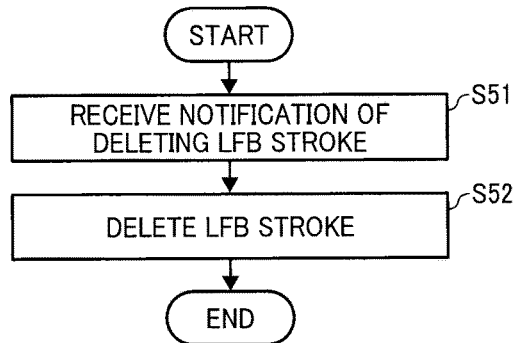 START
RECEIVE NOTIFICATION OF
DELETING LFB STROKE
S51
DELETE LFB STROKE
S52
END